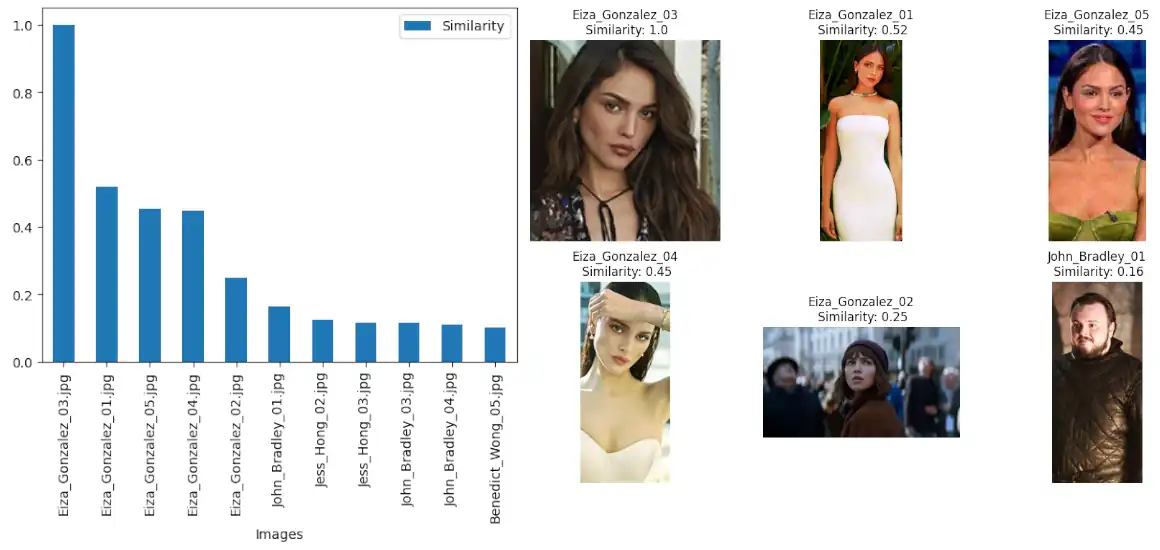 1.0
0.8
0.6
0.4
0.2
0.0
Similarity
Eiza_Gonzalez_03.jpg
Eiza_Gonzalez_01.jpg
Eiza_Gonzalez_05.jpg
Eiza_Gonzalez_04.jpg
Eiza_Gonzalez_02.jpg
John_Bradley_01.jpg
Jess_Hong_02.jpg
Jess_Hong_03.jpg
John_Bradley_03.jpg
John_Bradley_04.jpg
Benedict_Wong_05.jpg
Images
Eiza_Gonzalez_03
Similarity: 1.0
Eiza_Gonzalez_01
Similarity: 0.52
Eiza_Gonzalez_05
Similarity: 0.45
Eiza_Gonzalez_04
Similarity: 0.45
Eiza_Gonzalez_02
Similarity: 0.25
John_Bradley_01
Similarity: 0.16